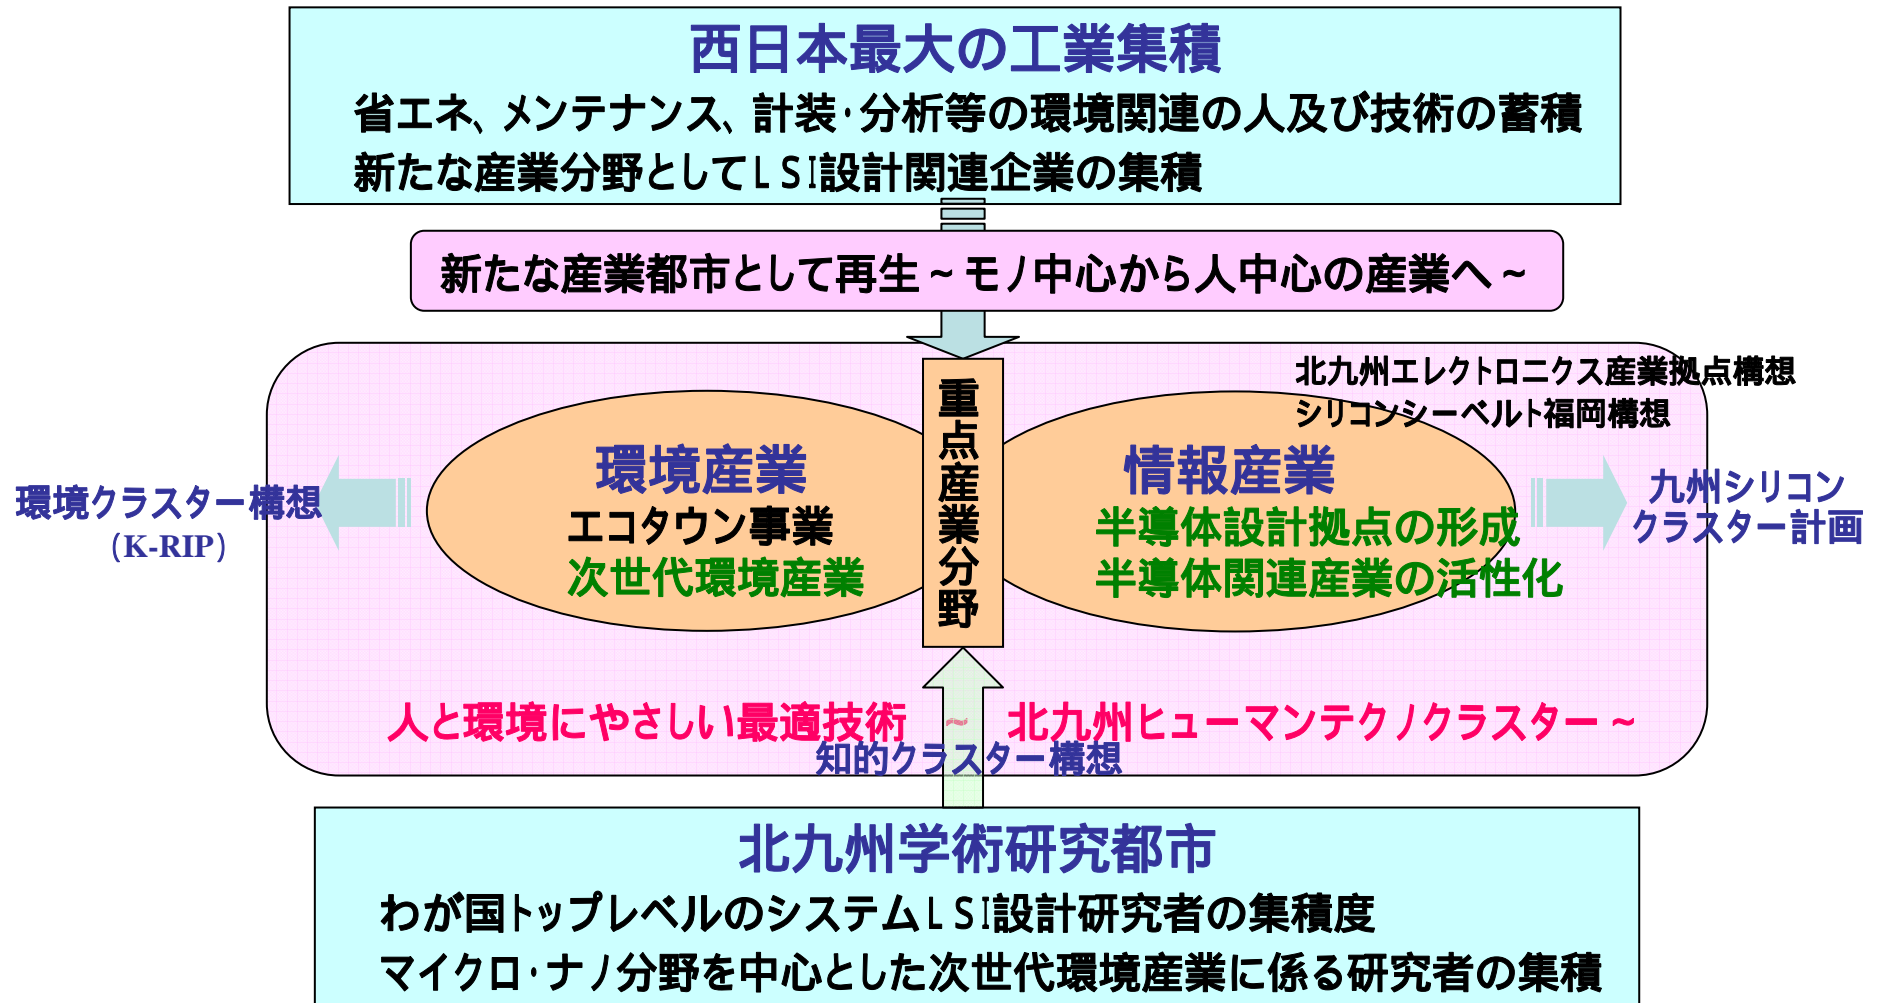 西日本最大の工業集積
省エネ、メンテナンス、計装･分析等の環境関連の人及び技術の蓄積
新たな産業分野としてLSI設計関連企業の集積
新たな産業都市として再生~モノ中心から人中心の産業へ~
重点産業分野
北九州エレクトロニクス産業拠点構想
シリコンシーベルト福岡構想
環境産業
エコタウン事業
次世代環境産業
情報産業
半導体設計拠点の形成
半導体関連産業の活性化
環境クラスター構想
(K-RIP)
九州シリコン
クラスター計画
人と環境にやさしい最適技術 ~ 北九州ヒューマンテクノクラスター~
知的クラスター構想
北九州学術研究都市
わが国トップレベルのシステムLSI設計研究者の集積度
マイクロ･ナノ分野を中心とした次世代環境産業に係る研究者の集積